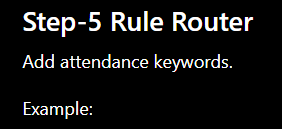 Step-5 Rule Router
Add attendance keywords.
Example: